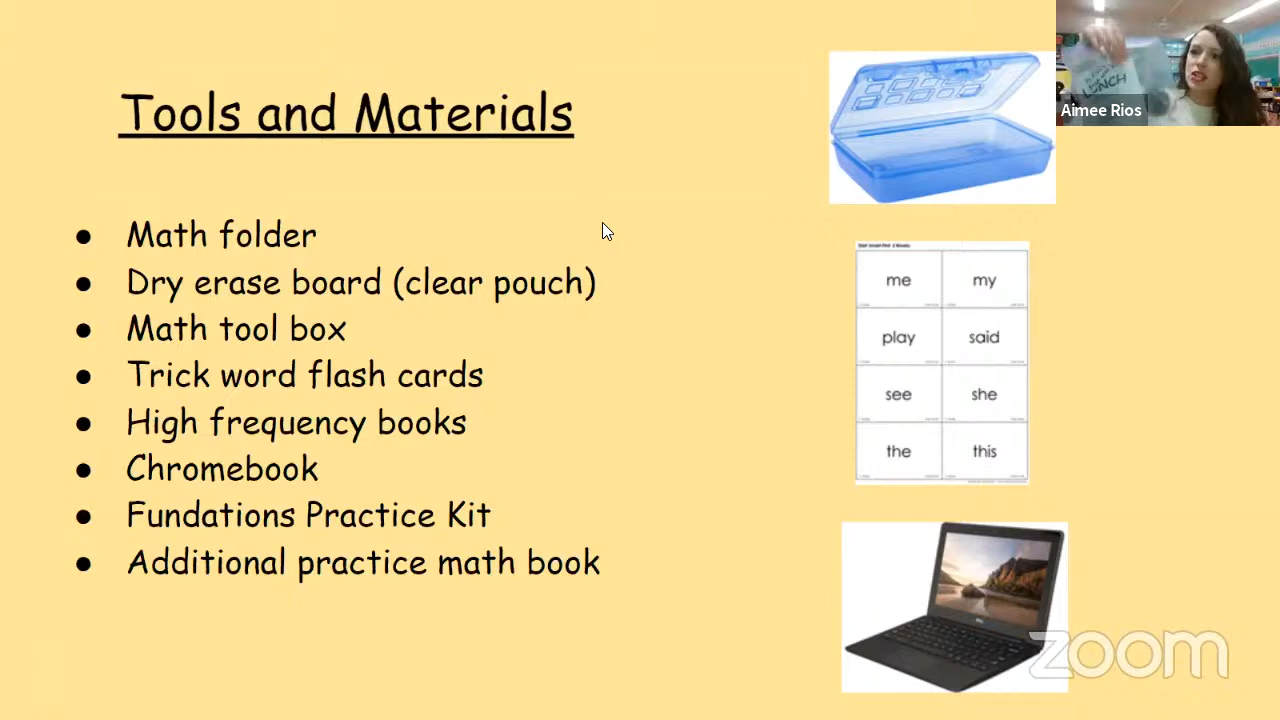 Tools and Materials
● Math folder
● Dry erase board (clear pouch)
● Math tool box
● Trick word flash cards
● High frequency books
● Chromebook
● Fundations Practice Kit
● Additional practice math book
me my
play said
see she
the this
LUNCH
Aimee Rios
zoom